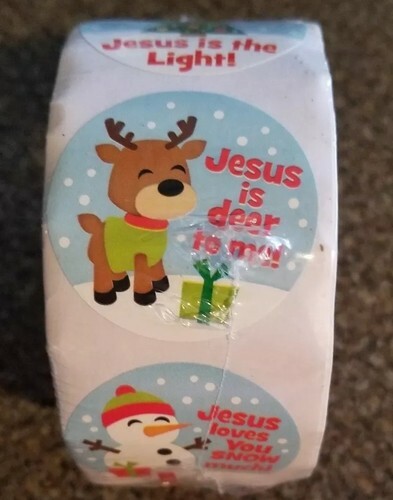 Jesus is the
Light!
Jesus
is
deer
to me!
Jesus
loves
You
SNOW
much!